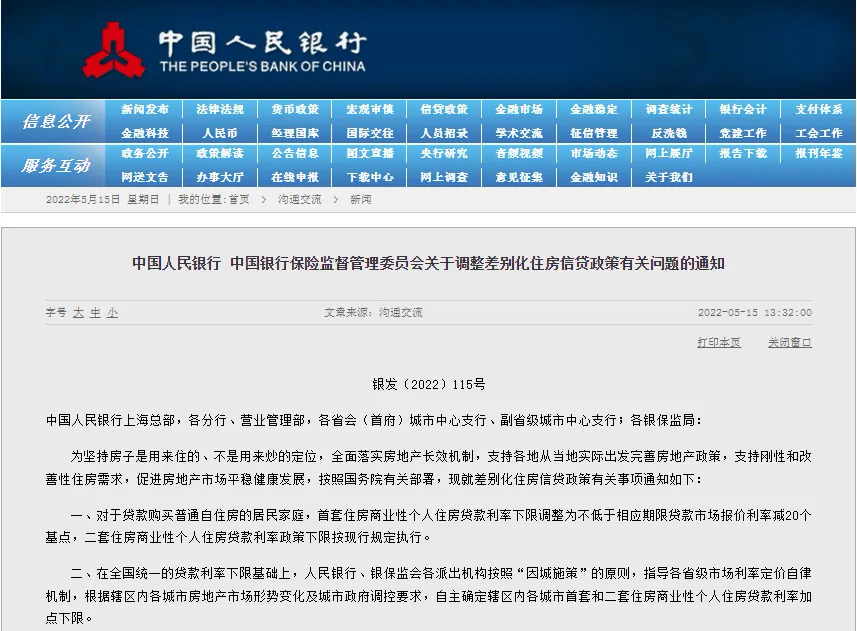 中国人民银行
THE PEOPLE'S BANK OF CHINA
信息公开
新闻发布 法律法规 货币政策 宏观审慎 信贷政策 金融市场 金融稳定 调查统计 银行会计 支付体系
金融科技 人民币 经理国库 国际交往 人员招录 学术交流 征信管理 反洗钱 党建工作 工会工作
服务互动
政务公开 政策解读 公告信息 图文直播 央行研究 音频视频 市场动态 网上展厅 报告下载 报刊年鉴
网送文告 办事大厅 在线申报 下载中心 网上调查 意见征集 金融知识 关于我们
2022年5月15日 星期日 | 我的位置:首页 > 沟通交流 > 新闻
中国人民银行 中国银行保险监督管理委员会关于调整差别化住房信贷政策有关问题的通知
字号 大 中 小 文章来源：沟通交流 2022-05-15 13:32:00
打印本页 关闭窗口
银发（2022）115号
中国人民银行上海总部，各分行、营业管理部，各省会（首府）城市中心支行、副省级城市中心支行；各银保监局：
为坚持房子是用来住的、不是用来炒的定位，全面落实房地产长效机制，支持各地从当地实际出发完善房地产政策，支持刚性和改
善性住房需求，促进房地产市场平稳健康发展，按照国务院有关部署，现就差别化住房信贷政策有关事项通知如下：
一、对于贷款购买普通自住房的居民家庭，首套住房商业性个人住房贷款利率下限调整为不低于相应期限贷款市场报价利率减20个
基点，二套住房商业性个人住房贷款利率政策下限按现行规定执行。
二、在全国统一的贷款利率下限基础上，人民银行、银保监会各派出机构按照“因城施策”的原则，指导各省级市场利率定价自律
机制，根据辖区内各城市房地产市场形势变化及城市政府调控要求，自主确定辖区内各城市首套和二套住房商业性个人住房贷款利率加
点下限。